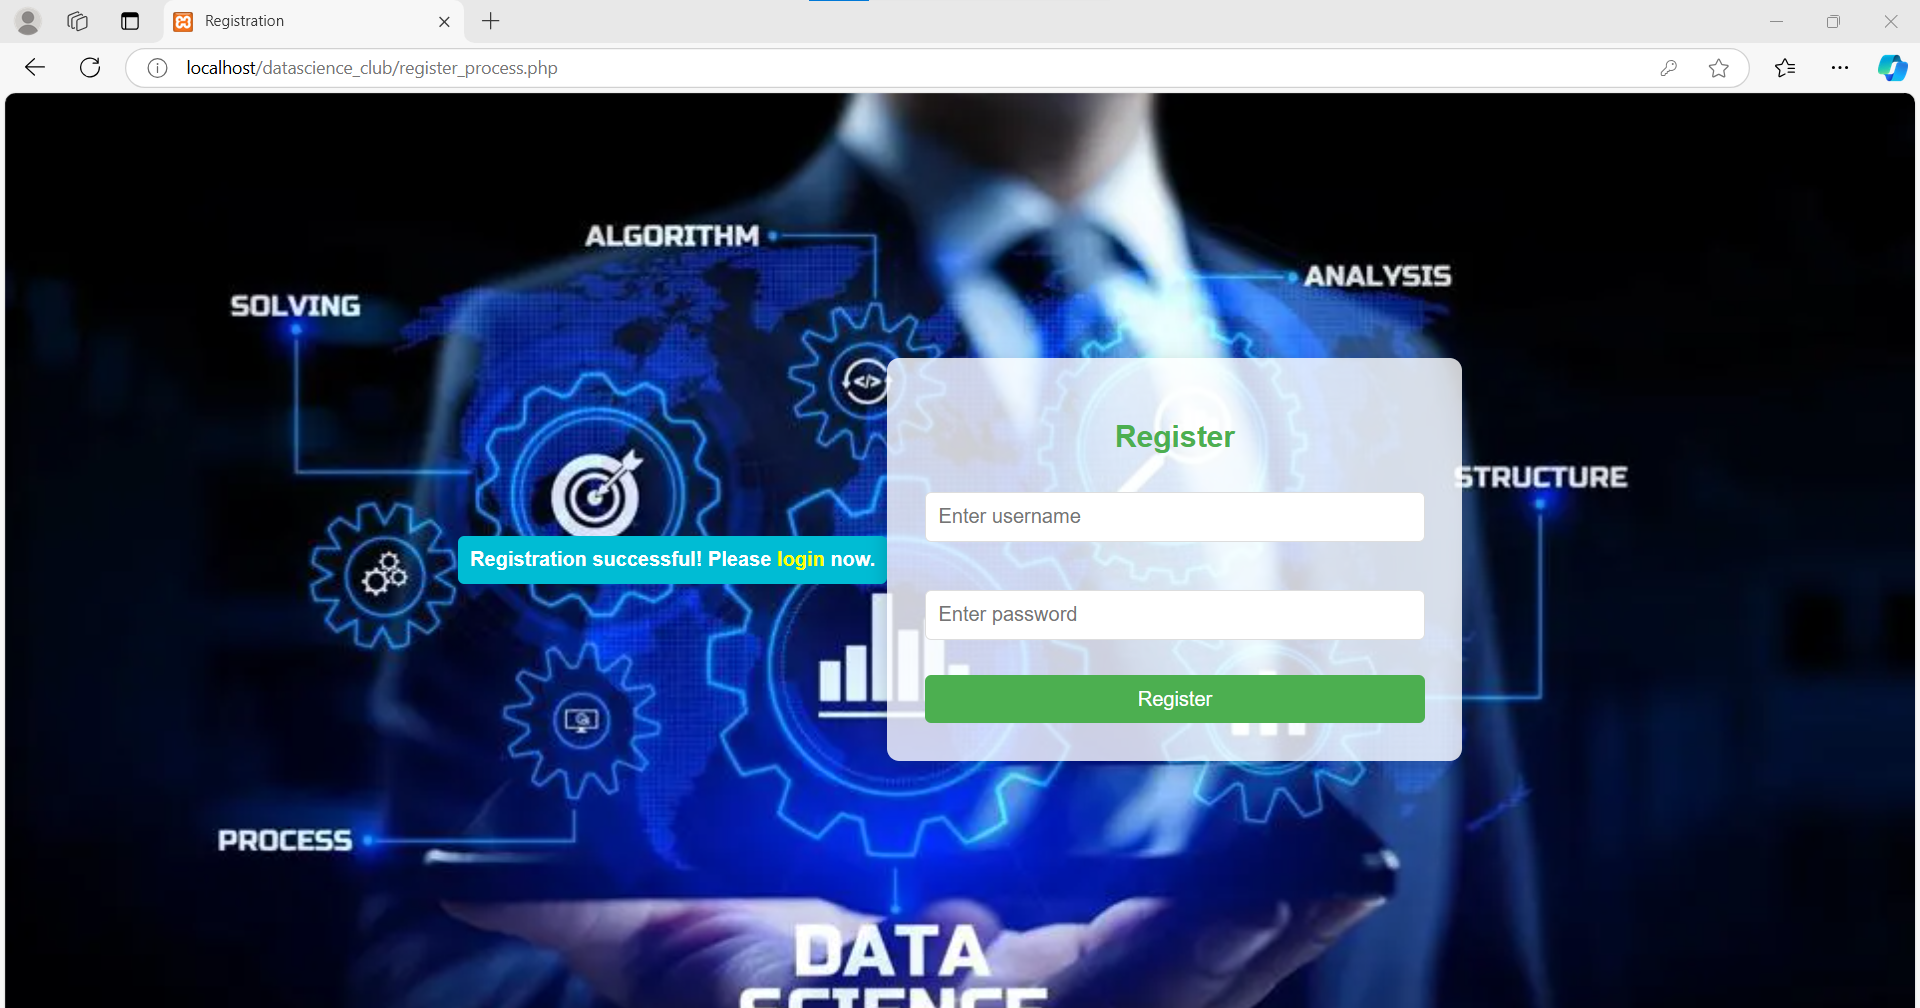 Registration
localhost/datascience_club/register_process.php
ALGORITHM
ANALYSIS
SOLVING
Register
STRUCTURE
Enter username
Registration successful! Please login now.
Enter password
Register
PROCESS
DATA
SCIENCE